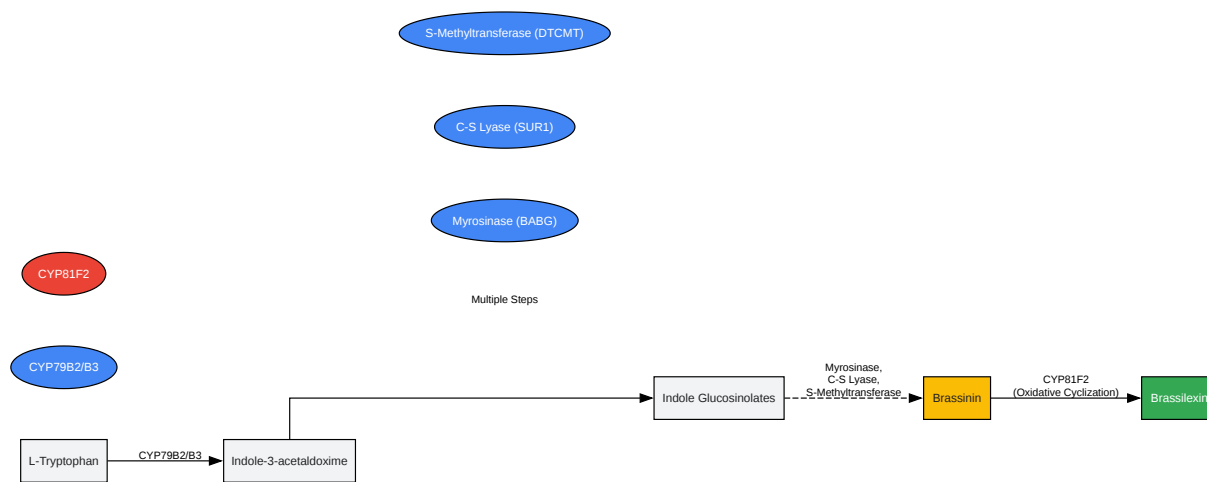 S-Methyltransferase (DTCMT)
C-S Lyase (SUR1)
Myrosinase (BABG)
CYP81F2
Multiple Steps
CYP79B2/B3
Myrosinase,
C-S Lyase,
S-Methyltransferase
CYP81F2
(Oxidative Cyclization)
Indole Glucosinolates
Brassinin
Brassilexin
CYP79B2/B3
L-Tryptophan
Indole-3-acetaldoxime